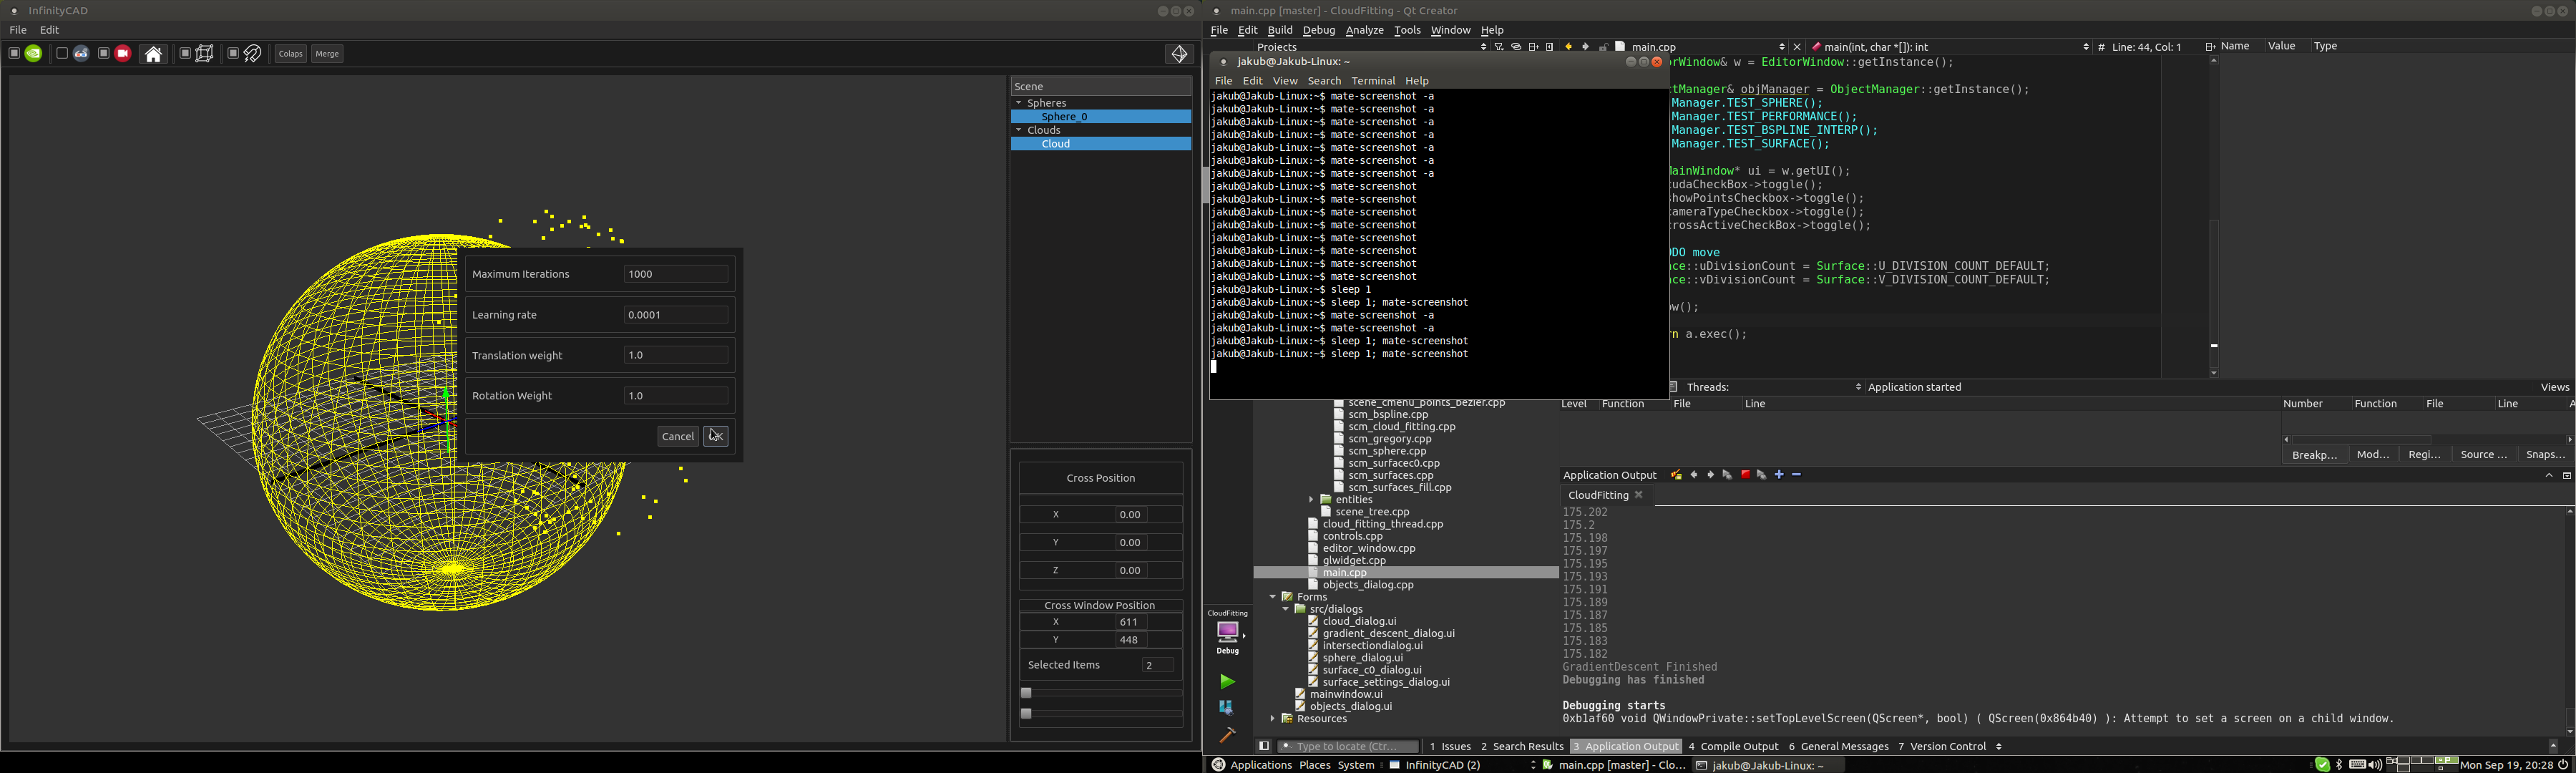 InfinityCAD
File Edit
Colaps Merge
Scene
Spheres
Sphere_0
Clouds
Cloud
Maximum Iterations 1000
Learning rate 0.0001
Translation weight 1.0
Rotation Weight 1.0
Cancel
Cross Position
X 0.00
Y 0.00
Z 0.00
Cross Window Position
X 611
Y 448
Selected Items 2
main.cpp [master] - CloudFitting - Qt Creator
File Edit Build Debug Analyze Tools Window Help
Projects main.cpp main(int, char *[]): int # Line: 44, Col: 1 Name Value Type
jakub@Jakub-Linux: ~
File Edit View Search Terminal Help
jakub@Jakub-Linux:~$ mate-screenshot -a
jakub@Jakub-Linux:~$ mate-screenshot -a
jakub@Jakub-Linux:~$ mate-screenshot -a
jakub@Jakub-Linux:~$ mate-screenshot -a
jakub@Jakub-Linux:~$ mate-screenshot -a
jakub@Jakub-Linux:~$ mate-screenshot -a
jakub@Jakub-Linux:~$ mate-screenshot -a
jakub@Jakub-Linux:~$ mate-screenshot
jakub@Jakub-Linux:~$ mate-screenshot
jakub@Jakub-Linux:~$ mate-screenshot
jakub@Jakub-Linux:~$ mate-screenshot
jakub@Jakub-Linux:~$ mate-screenshot
jakub@Jakub-Linux:~$ mate-screenshot
jakub@Jakub-Linux:~$ mate-screenshot
jakub@Jakub-Linux:~$ mate-screenshot
jakub@Jakub-Linux:~$ sleep 1
jakub@Jakub-Linux:~$ sleep 1; mate-screenshot
jakub@Jakub-Linux:~$ mate-screenshot -a
jakub@Jakub-Linux:~$ mate-screenshot -a
jakub@Jakub-Linux:~$ sleep 1; mate-screenshot
jakub@Jakub-Linux:~$ sleep 1; mate-screenshot
orWindow& w = EditorWindow::getInstance();
ctManager& objManager = ObjectManager::getInstance();
Manager.TEST_SPHERE();
Manager.TEST_PERFORMANCE();
Manager.TEST_BSPLINE_INTERP();
Manager.TEST_SURFACE();
MainWindow* ui = w.getUI();
udaCheckBox->toggle();
howPointsCheckbox->toggle();
ameraTypeCheckbox->toggle();
rossActiveCheckBox->toggle();
DO move
ce::uDivisionCount = Surface::U_DIVISION_COUNT_DEFAULT;
ce::vDivisionCount = Surface::V_DIVISION_COUNT_DEFAULT;
ow();
n a.exec();
Threads: Application started Views
Level Function File Line Number Function File Line A
Breakp... Mod... Regi... Source ... Snaps...
scene_cmenu_points_bezier.cpp
scm_bspline.cpp
scm_cloud_fitting.cpp
scm_gregory.cpp
scm_sphere.cpp
scm_surfacec0.cpp
scm_surfaces.cpp
scm_surfaces_fill.cpp
entities
scene_tree.cpp
cloud_fitting_thread.cpp
controls.cpp
editor_window.cpp
glwidget.cpp
main.cpp
objects_dialog.cpp
Forms
src/dialogs
cloud_dialog.ui
gradient_descent_dialog.ui
intersectiondialog.ui
sphere_dialog.ui
surface_c0_dialog.ui
surface_settings_dialog.ui
mainwindow.ui
objects_dialog.ui
Resources
CloudFitting
Debug
Application Output
CloudFitting
175.202
175.2
175.198
175.197
175.195
175.193
175.191
175.189
175.187
175.185
175.183
175.182
GradientDescent Finished
Debugging has finished
Debugging starts
0xb1af60 void QWindowPrivate::setTopLevelScreen(QScreen*, bool) ( QScreen(0x864b40) ): Attempt to set a screen on a child window.
Type to locate (Ctr... 1 Issues 2 Search Results 3 Application Output 4 Compile Output 6 General Messages 7 Version Control
Applications Places System InfinityCAD (2) main.cpp [master] - Clo... jakub@Jakub-Linux: ~ Mon Sep 19, 20:28